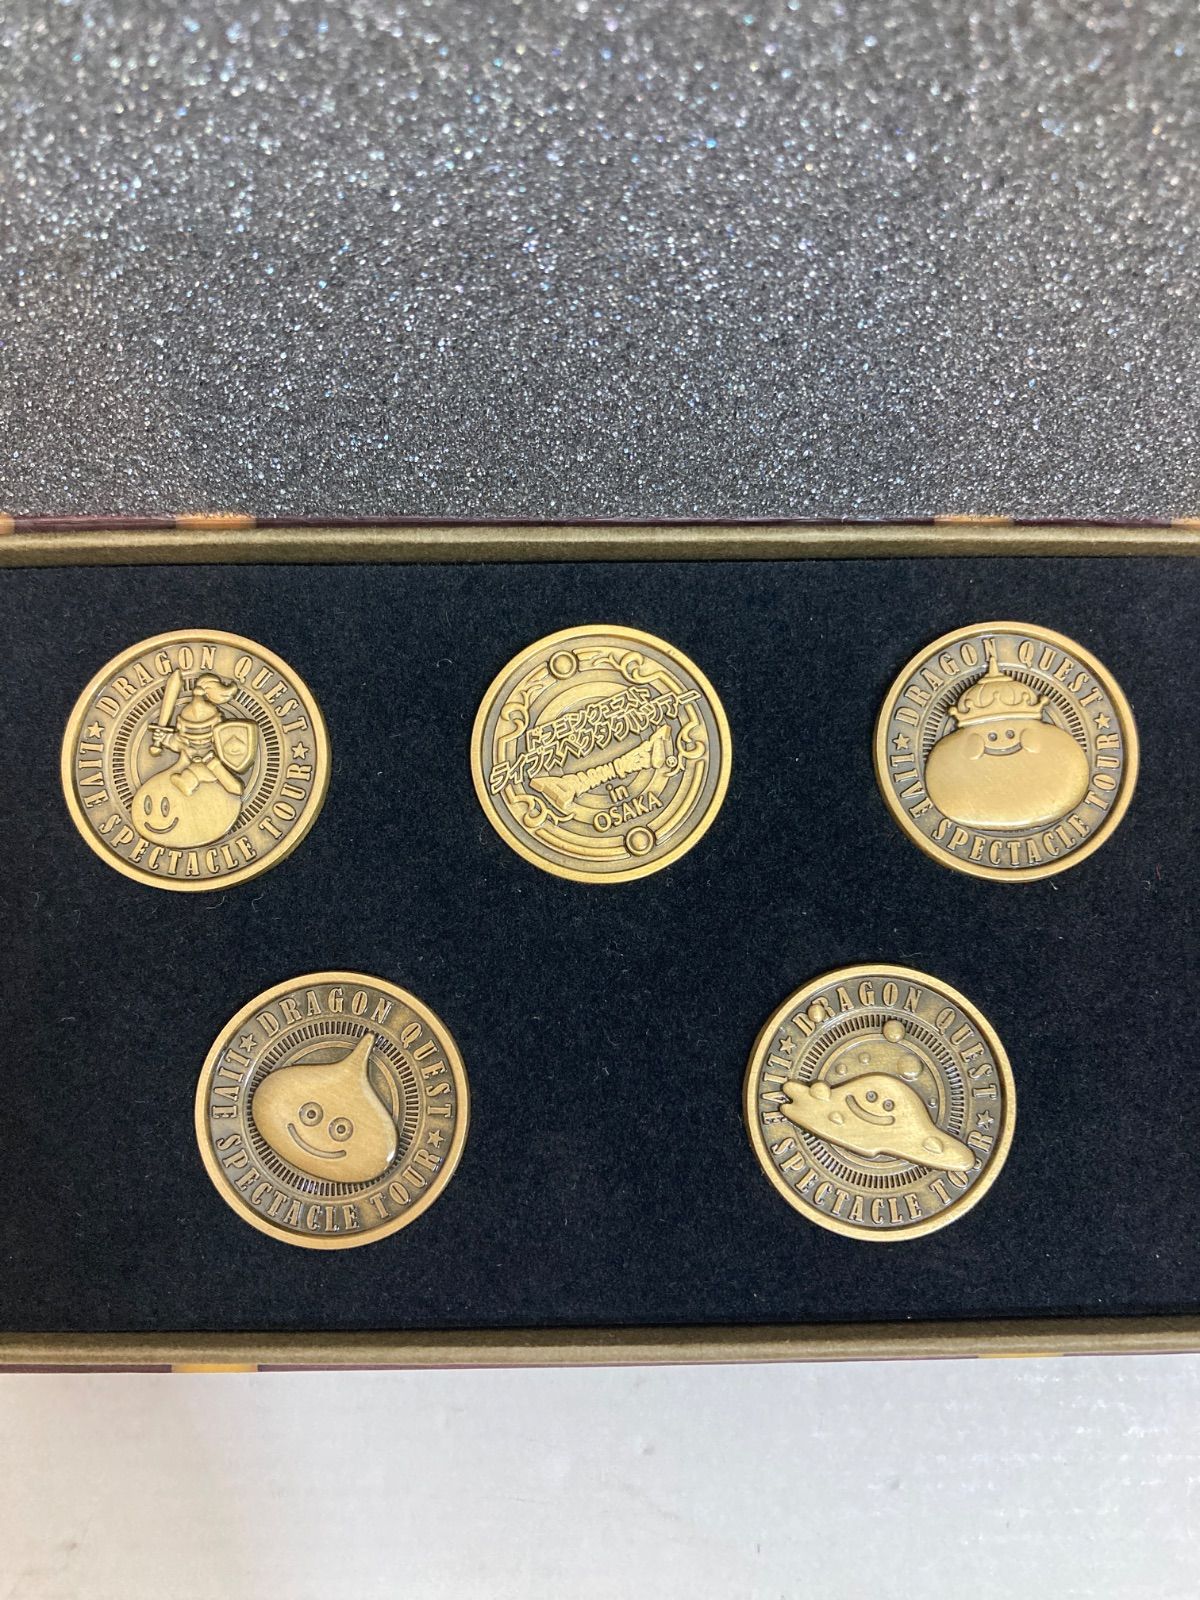 DRAGON QUEST
LIVE SPECTACLE TOUR
ドラゴンクエスト
ライブスペクタクルツアー
DRAGON QUEST®
in
OSAKA
DRAGON QUEST
LIVE SPECTACLE TOUR
DRAGON QUEST
LIVE SPECTACLE TOUR
DRAGON QUEST
LIVE SPECTACLE TOUR